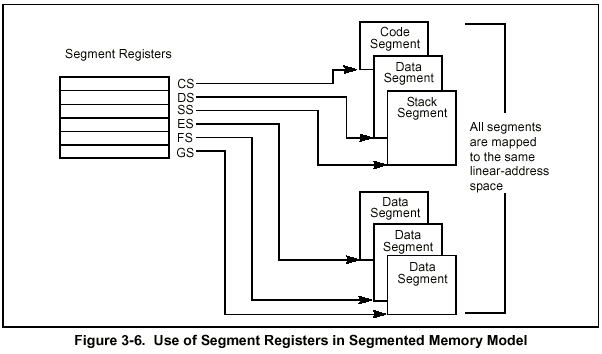 Segment Registers
CS
DS
SS
ES
FS
GS
Code
Segment
Data
Segment
Stack
Segment
All segments
are mapped
to the same
linear-address
space
Data
Segment
Data
Segment
Data
Segment
Figure 3-6.  Use of Segment Registers in Segmented Memory Model